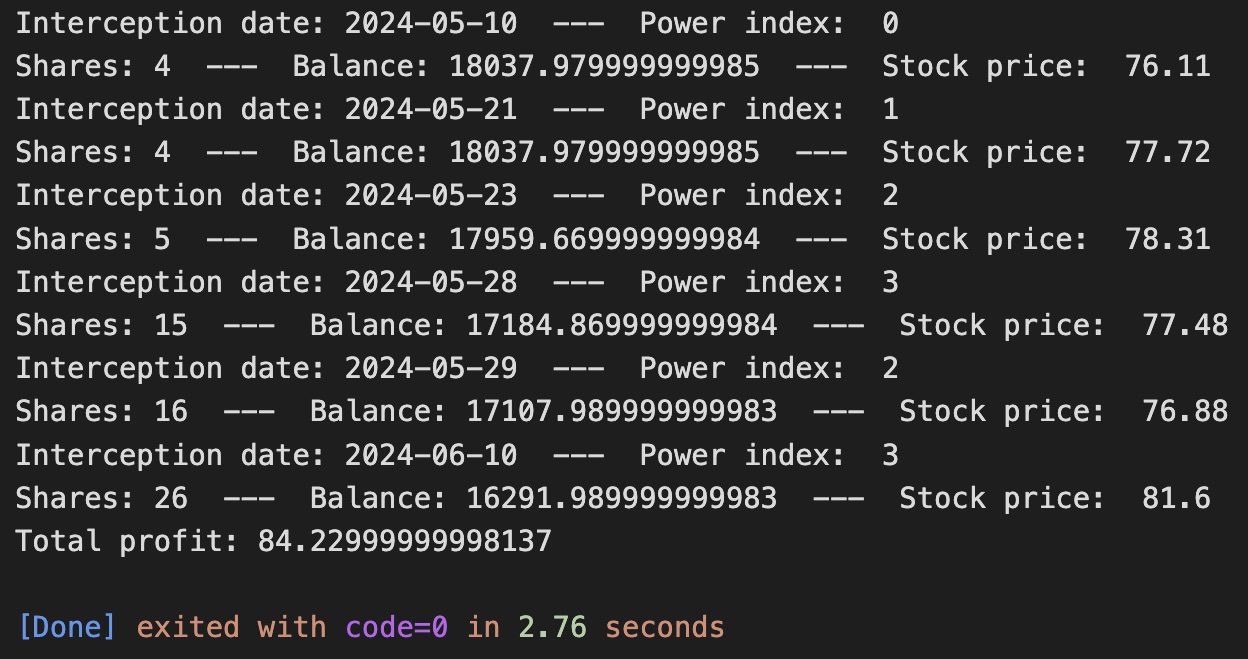 Interception date: 2024-05-10  ---  Power index:  0
Shares: 4  ---  Balance: 18037.979999999985  ---  Stock price:  76.11
Interception date: 2024-05-21  ---  Power index:  1
Shares: 4  ---  Balance: 18037.979999999985  ---  Stock price:  77.72
Interception date: 2024-05-23  ---  Power index:  2
Shares: 5  ---  Balance: 17959.669999999984  ---  Stock price:  78.31
Interception date: 2024-05-28  ---  Power index:  3
Shares: 15  ---  Balance: 17184.869999999984  ---  Stock price:  77.48
Interception date: 2024-05-29  ---  Power index:  2
Shares: 16  ---  Balance: 17107.989999999983  ---  Stock price:  76.88
Interception date: 2024-06-10  ---  Power index:  3
Shares: 26  ---  Balance: 16291.989999999983  ---  Stock price:  81.6
Total profit: 84.22999999998137
[Done] exited with code=0 in 2.76 seconds